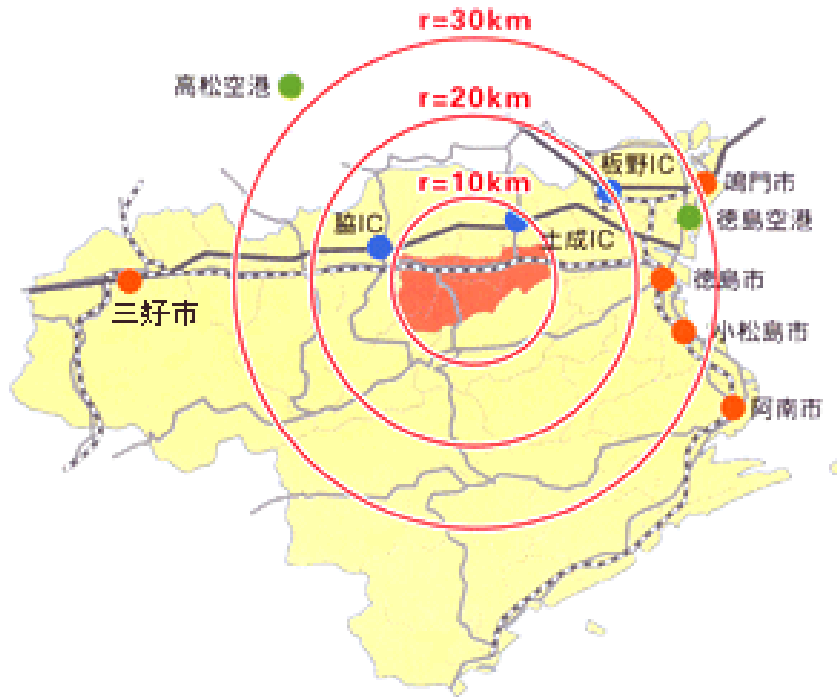 r=30km
高松空港
r=20km
板野IC
鳴門市
r=10km
脇IC
土成IC
徳島空港
徳島市
三好市
小松島市
阿南市